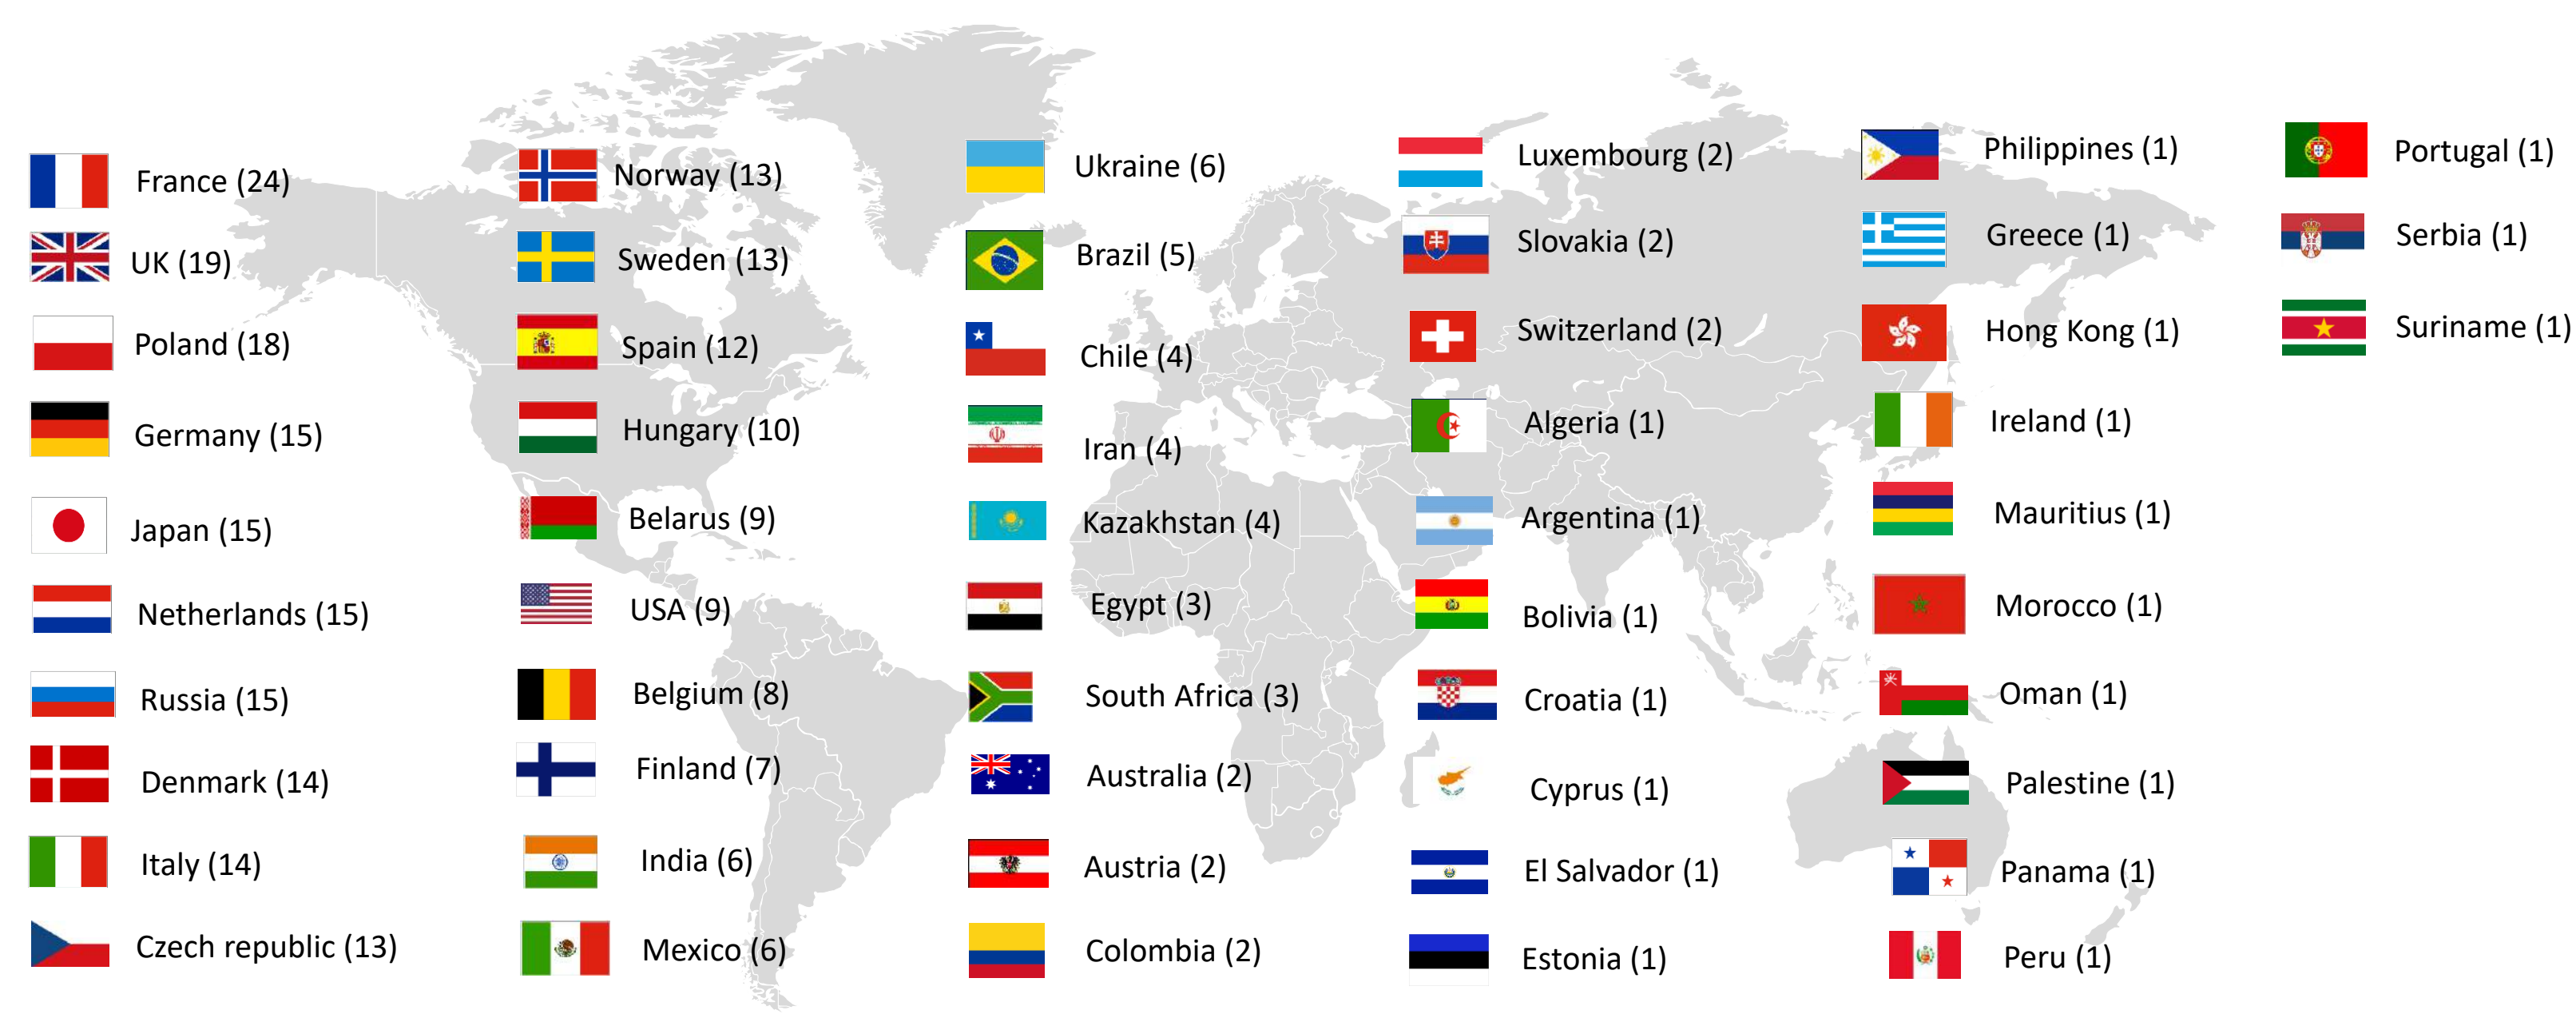 France (24)
UK (19)
Poland (18)
Germany (15)
Japan (15)
Netherlands (15)
Russia (15)
Denmark (14)
Italy (14)
Czech republic (13)
Norway (13)
Sweden (13)
Spain (12)
Hungary (10)
Belarus (9)
USA (9)
Belgium (8)
Finland (7)
India (6)
Mexico (6)
Ukraine (6)
Brazil (5)
Chile (4)
Iran (4)
Kazakhstan (4)
Egypt (3)
South Africa (3)
Australia (2)
Austria (2)
Colombia (2)
Luxembourg (2)
Slovakia (2)
Switzerland (2)
Algeria (1)
Argentina (1)
Bolivia (1)
Croatia (1)
Cyprus (1)
El Salvador (1)
Estonia (1)
Philippines (1)
Greece (1)
Hong Kong (1)
Ireland (1)
Mauritius (1)
Morocco (1)
Oman (1)
Palestine (1)
Panama (1)
Peru (1)
Portugal (1)
Serbia (1)
Suriname (1)